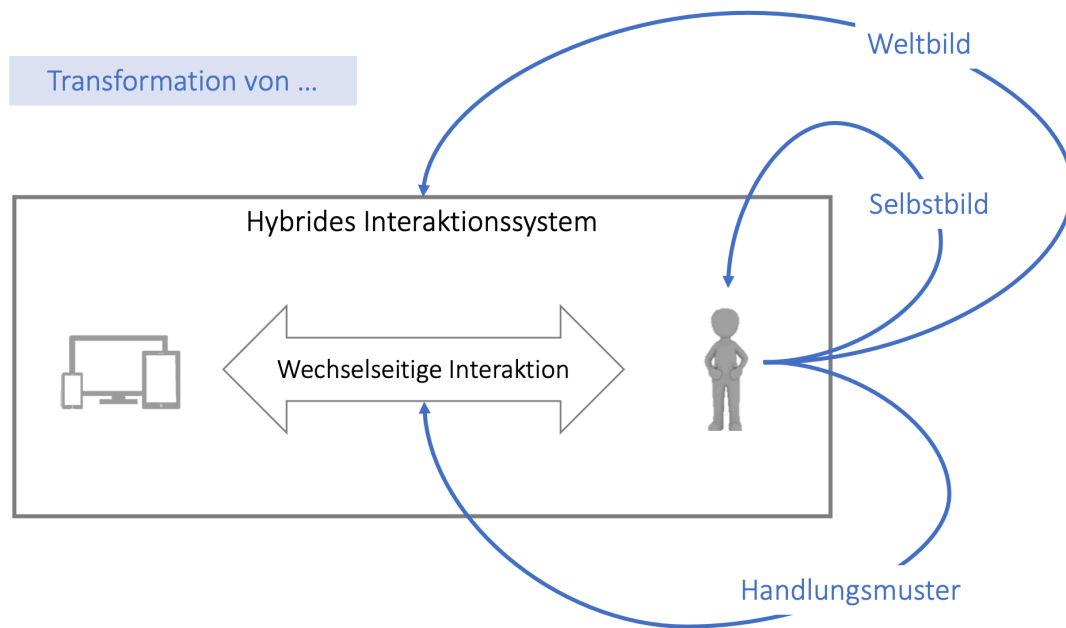 Weltbild
Transformation von ...
Selbstbild
Hybrides Interaktionssystem
Wechselseitige Interaktion
Handlungsmuster